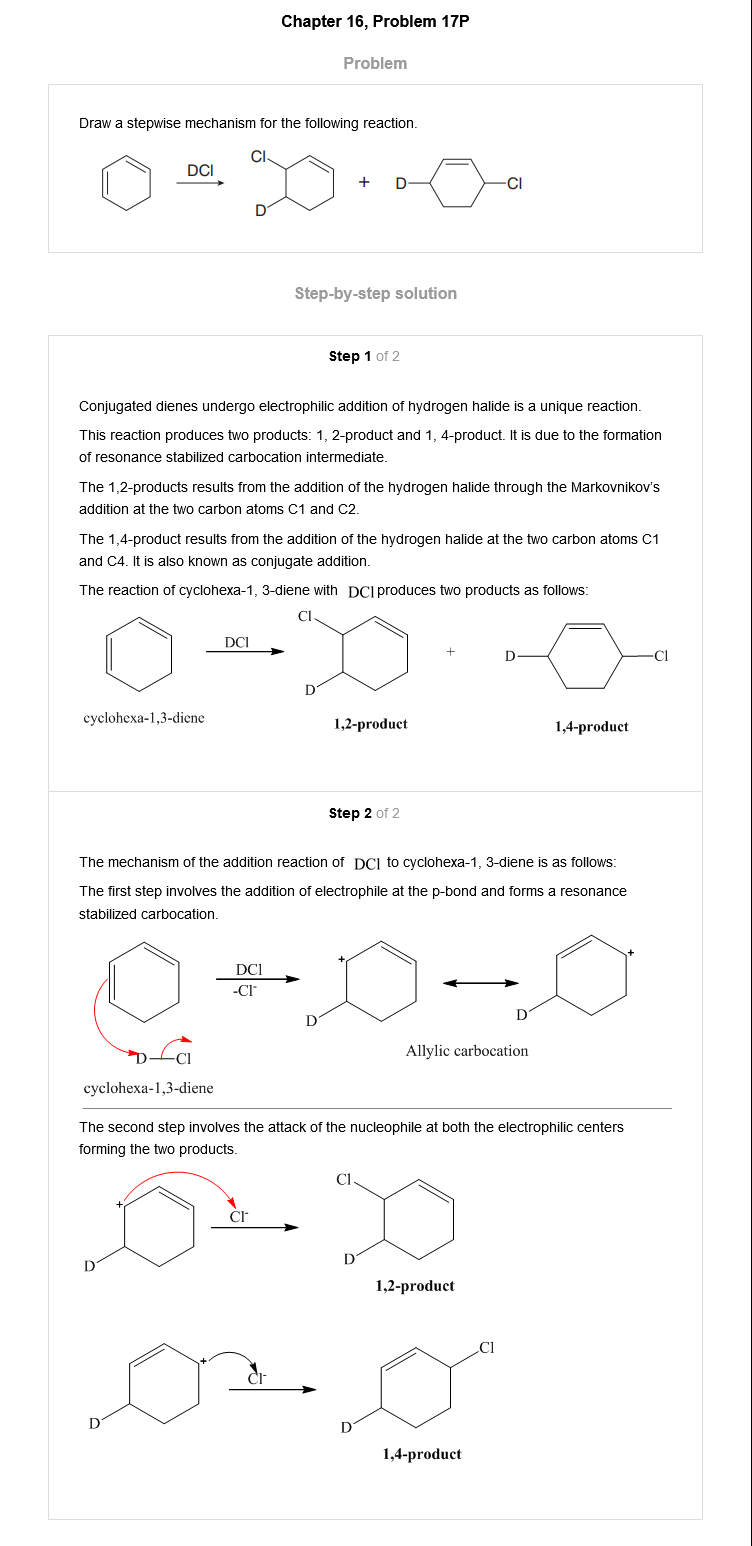 Chapter 16, Problem 17P
Problem
Draw a stepwise mechanism for the following reaction.
DCl
Cl
D
+
D
Cl
Step-by-step solution
Step 1 of 2
Conjugated dienes undergo electrophilic addition of hydrogen halide is a unique reaction.
This reaction produces two products: 1, 2-product and 1, 4-product. It is due to the formation
of resonance stabilized carbocation intermediate.
The 1,2-products results from the addition of the hydrogen halide through the Markovnikov's
addition at the two carbon atoms C1 and C2.
The 1,4-product results from the addition of the hydrogen halide at the two carbon atoms C1
and C4. It is also known as conjugate addition.
The reaction of cyclohexa-1, 3-diene with DCl produces two products as follows:
DCl
Cl
D
+
D
Cl
cyclohexa-1,3-diene
1,2-product
1,4-product
Step 2 of 2
The mechanism of the addition reaction of DCl to cyclohexa-1, 3-diene is as follows:
The first step involves the addition of electrophile at the p-bond and forms a resonance
stabilized carbocation.
DCl
-Cl-
+
D
+
D
D Cl
Allylic carbocation
cyclohexa-1,3-diene
The second step involves the attack of the nucleophile at both the electrophilic centers
forming the two products.
+
D
Cl-
Cl
D
1,2-product
+
D
Cl-
Cl
D
1,4-product